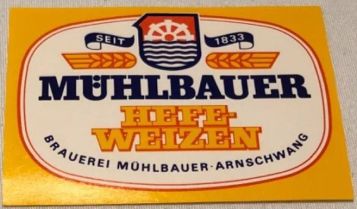 SEIT 1833
MÜHLBAUER
HEFE-
WEIZEN
BRAUEREI MÜHLBAUER-ARNSCHWANG